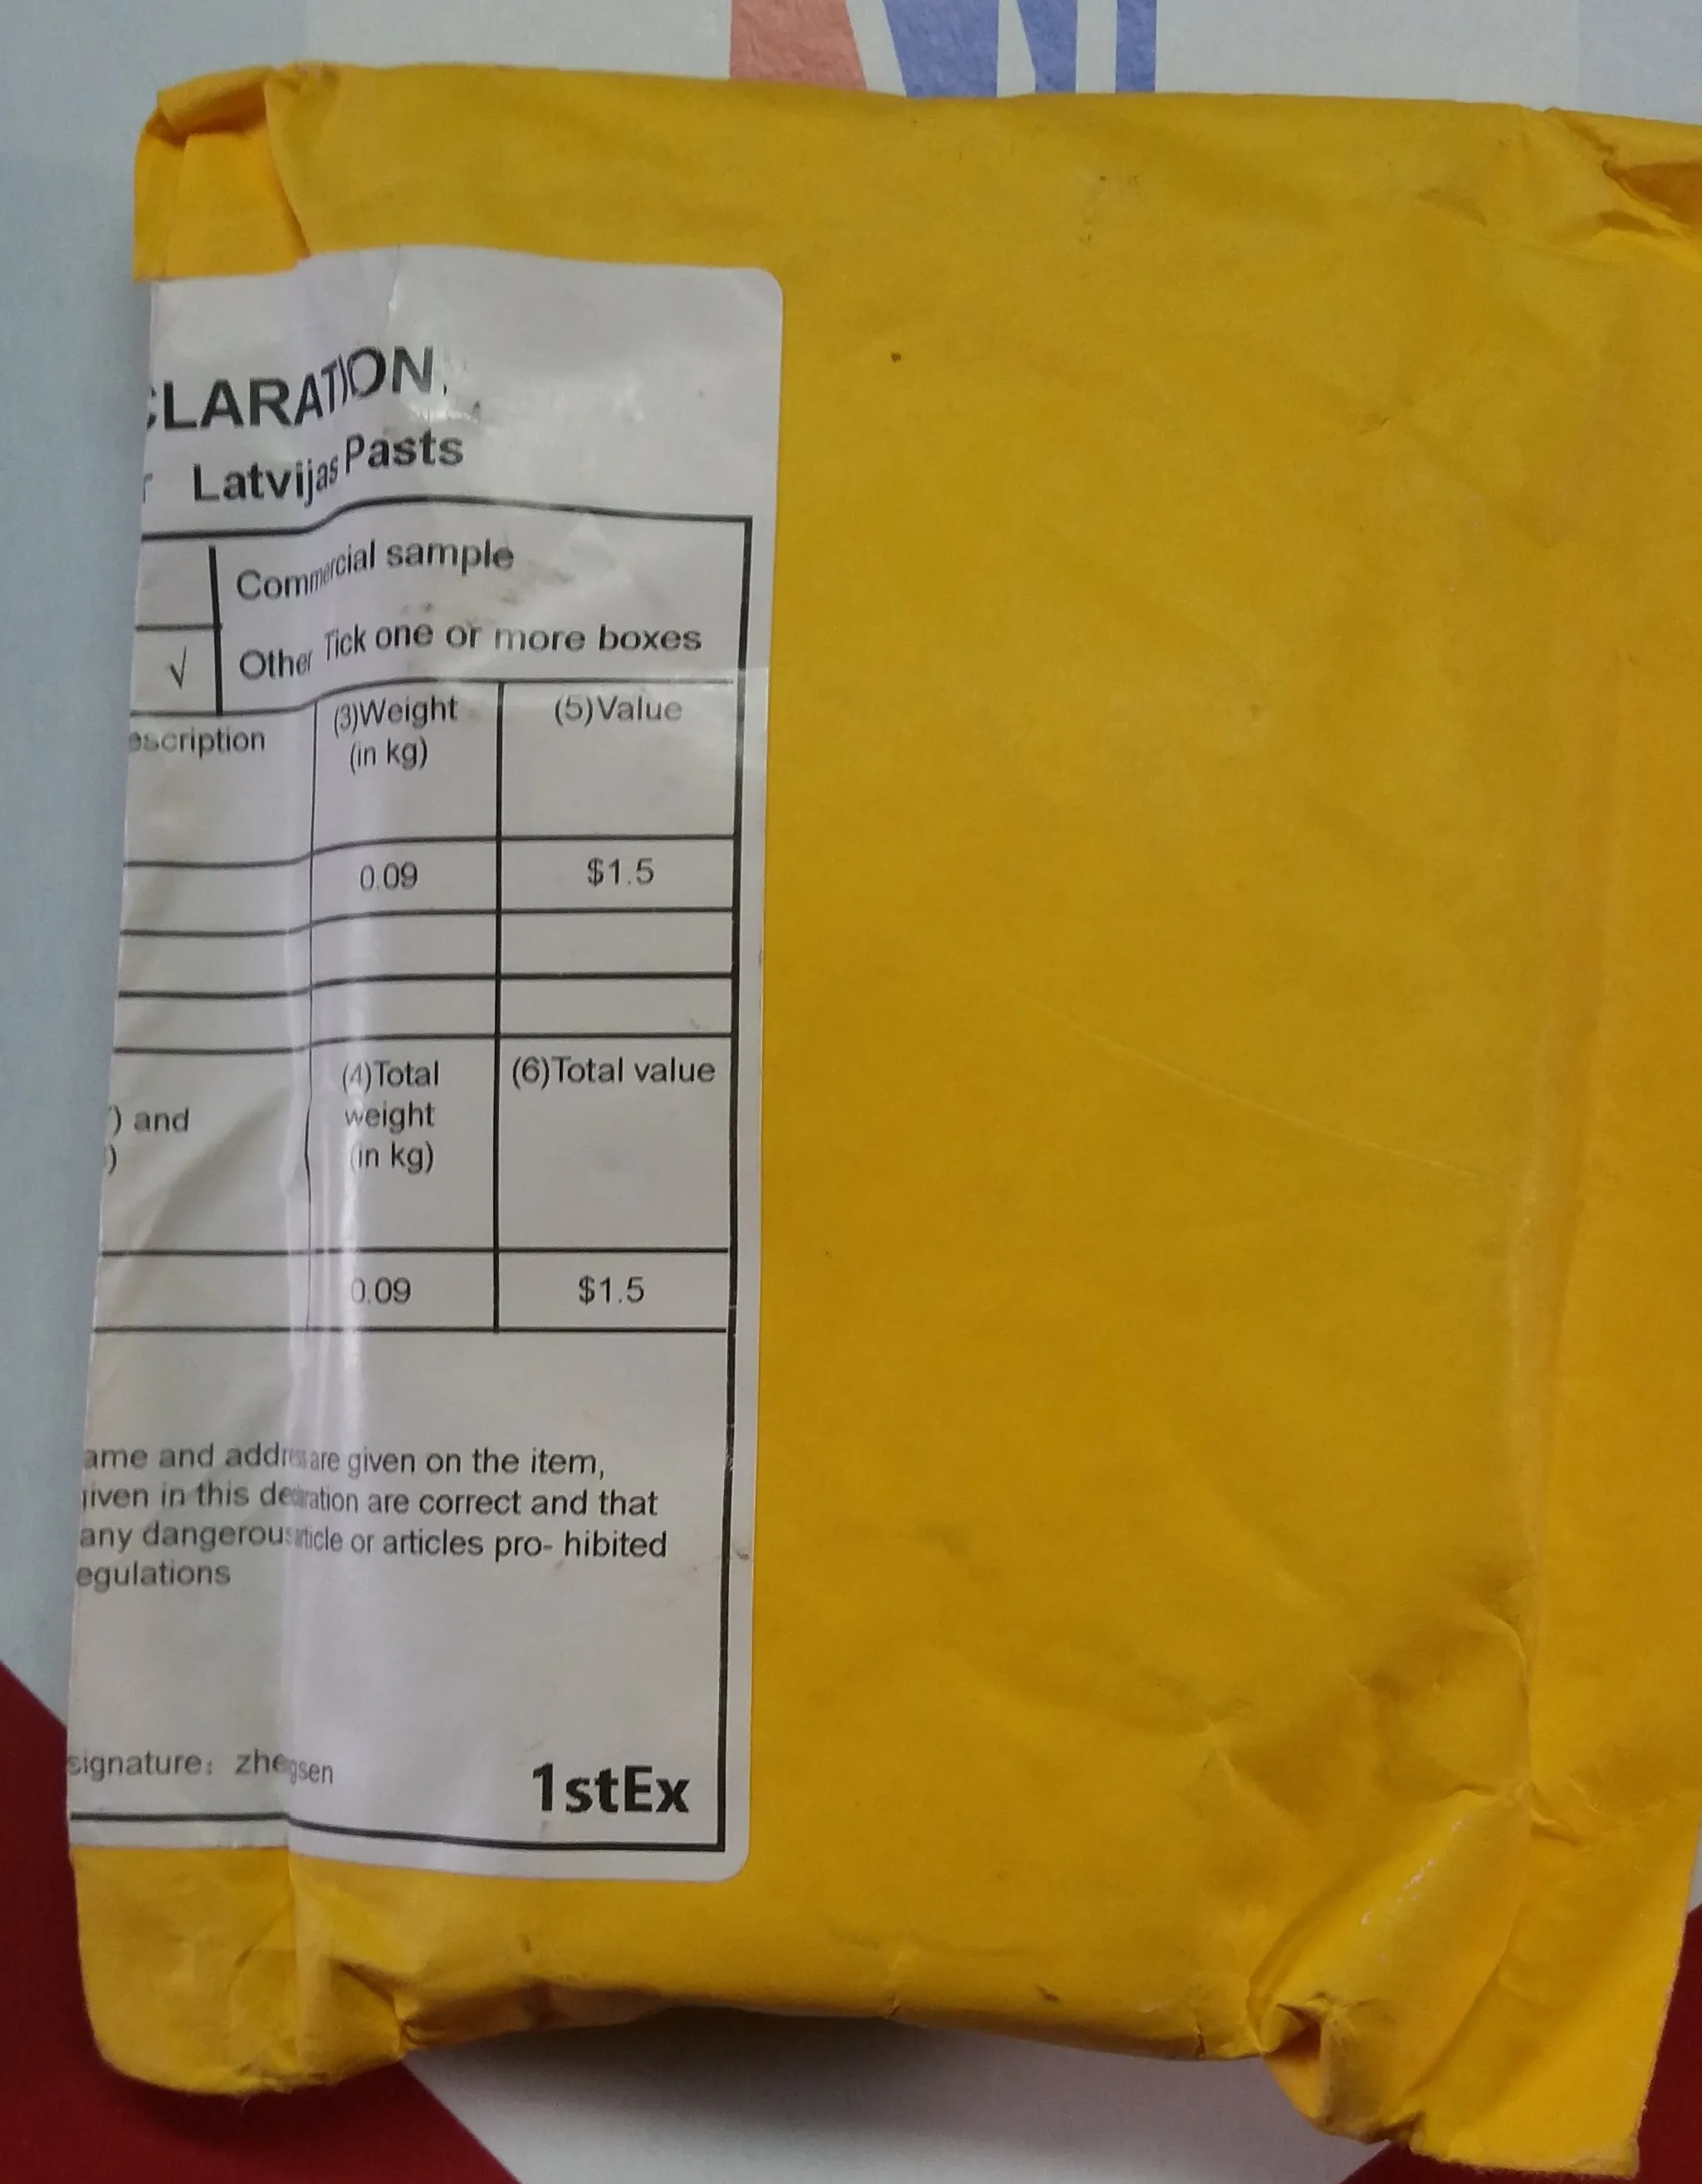 CLARATION
Latvijas Pasts
Commercial sample
√ Other Tick one or more boxes
escription (3)Weight (in kg) (5)Value
0.09 $1.5
) and
) (4)Total weight (in kg) (6)Total value
0.09 $1.5
ame and address are given on the item,
iven in this declaration are correct and that
any dangerous article or articles pro- hibited
egulations
signature: 
1stEx